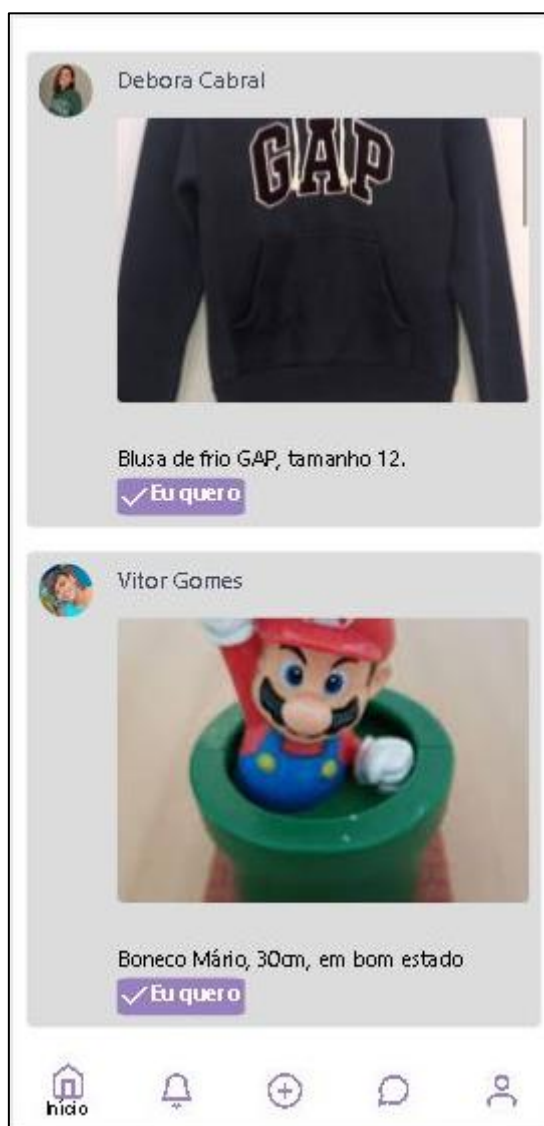 Debora Cabral
GAP
Blusa de frio GAP, tamanho 12.
Eu quero
Vitor Gomes
Boneco Mário, 30cm, em bom estado
Eu quero
Início